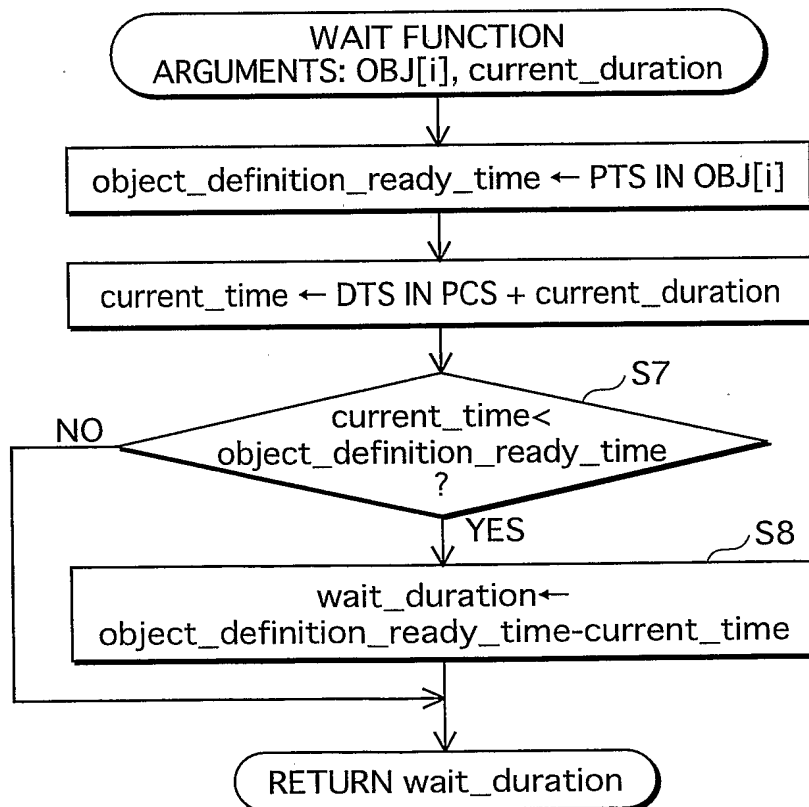 WAIT FUNCTION
ARGUMENTS: OBJ[i], current_duration
object_definition_ready_time ← PTS IN OBJ[i]
current_time ← DTS IN PCS + current_duration
S7
NO
current_time<
object_definition_ready_time
?
YES
S8
wait_duration←
object_definition_ready_time-current_time
RETURN wait_duration